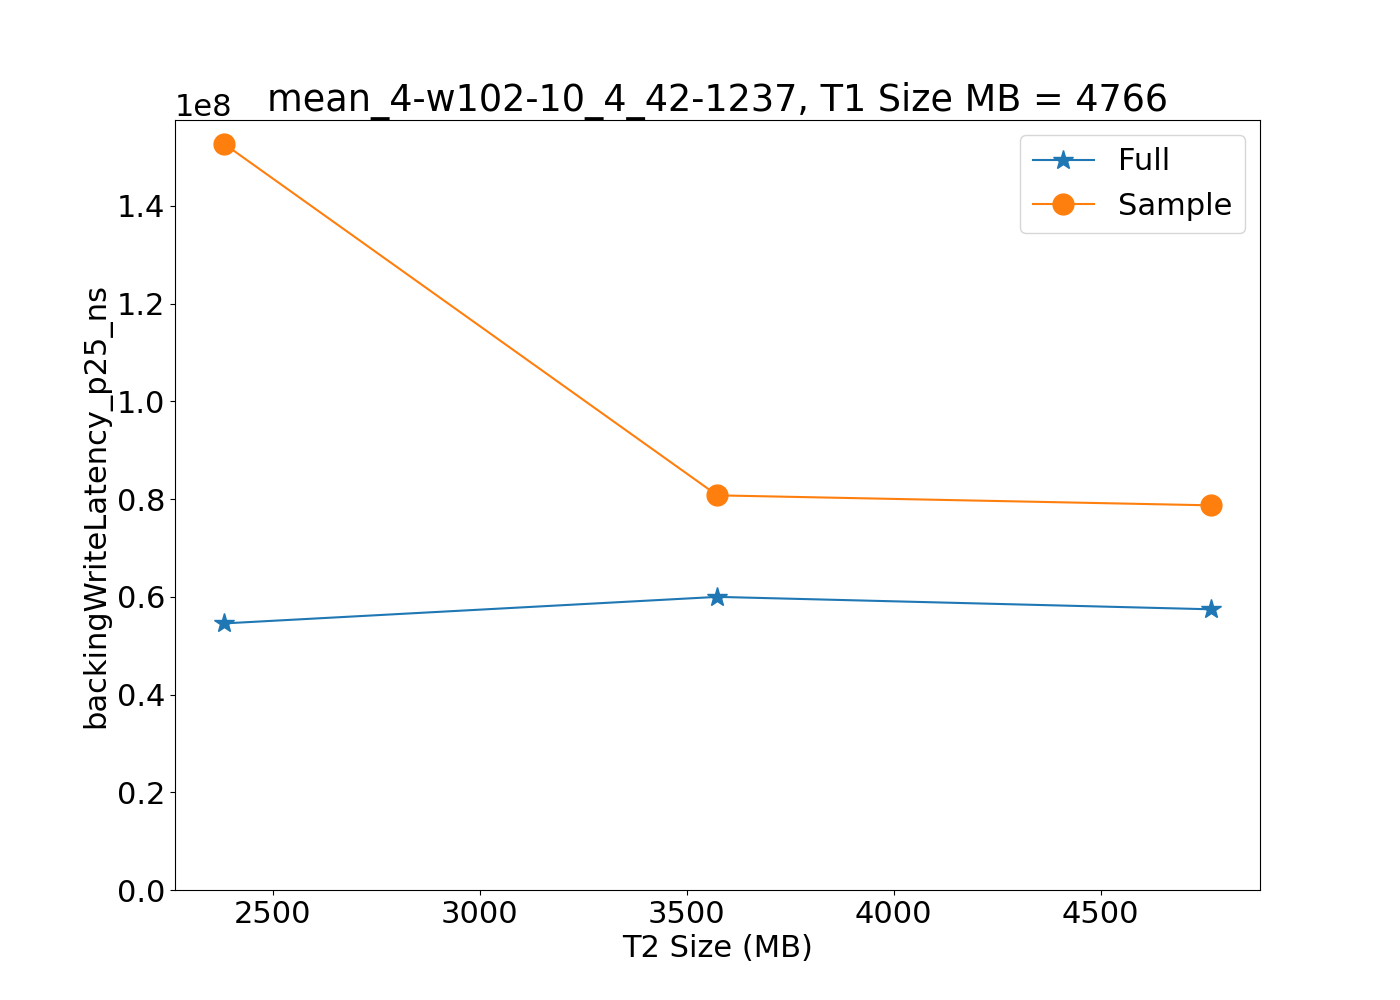 mean_4-w102-10_4_42-1237, T1 Size MB = 4766
1e8
Full
Sample
1.4
1.2
1.0
0.8
0.6
0.4
0.2
0.0
backingWriteLatency_p25_ns
2500
3000
3500
4000
4500
T2 Size (MB)